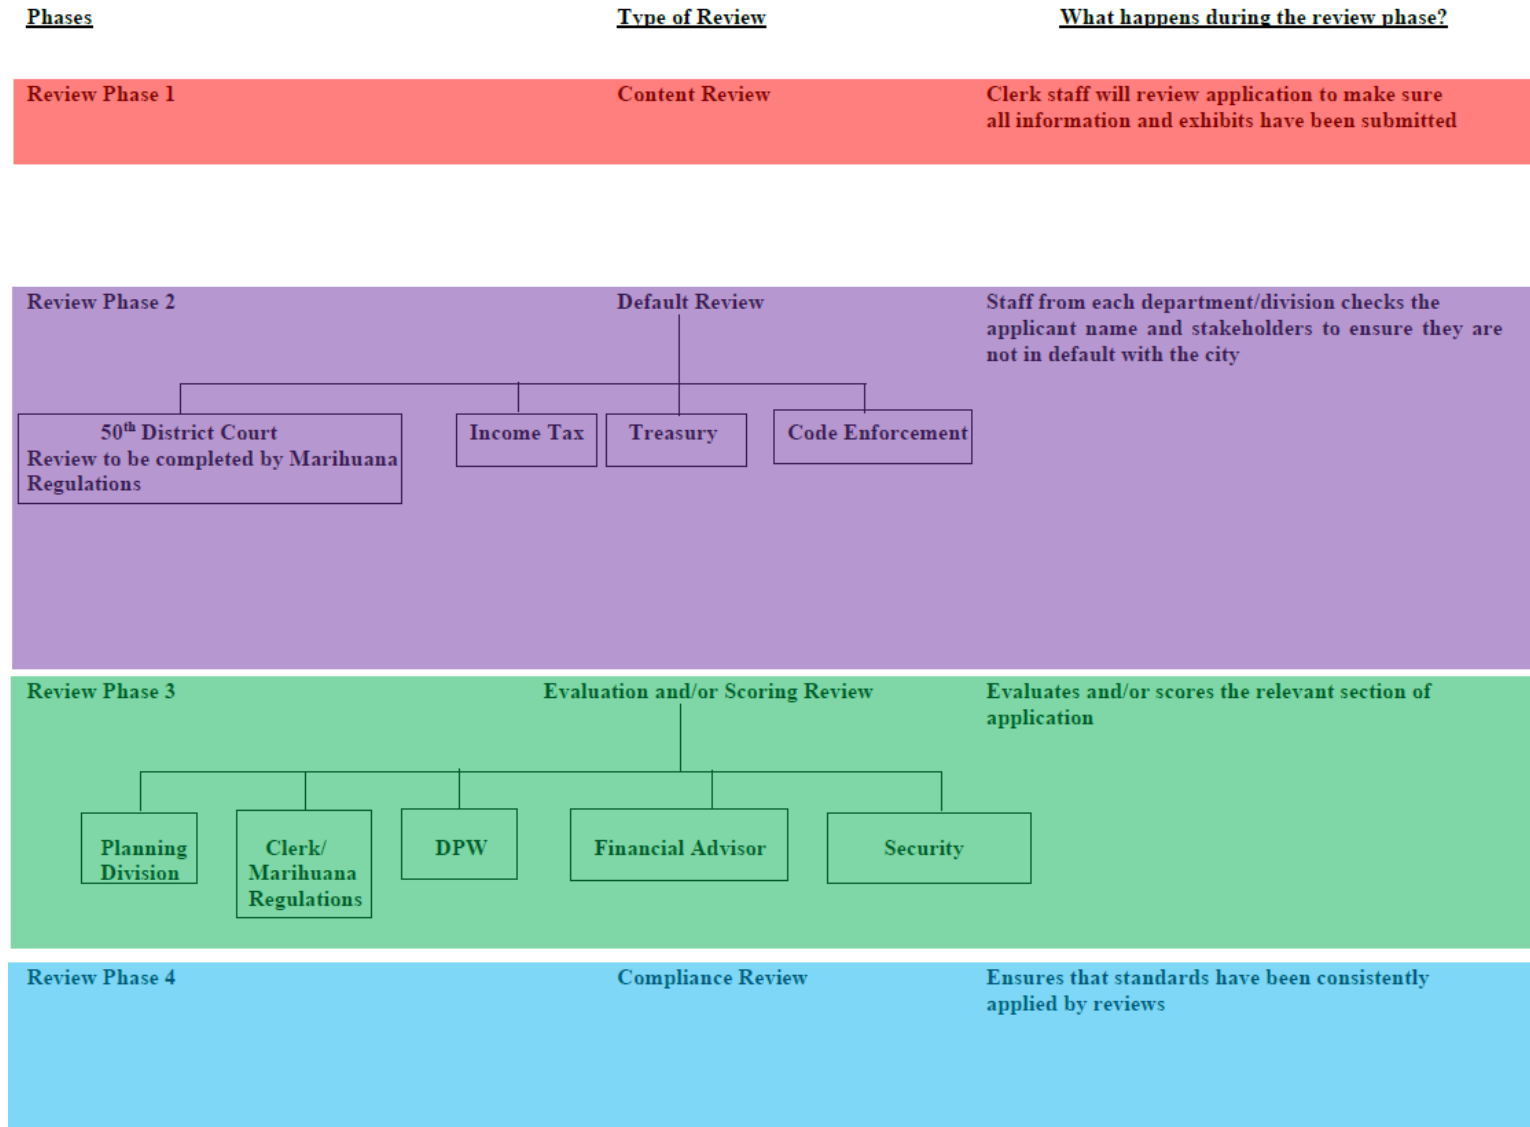 Phases
Type of Review
What happens during the review phase?
Review Phase 1
Content Review
Clerk staff will review application to make sure
all information and exhibits have been submitted
Review Phase 2
Default Review
Staff from each department/division checks the
applicant name and stakeholders to ensure they are
not in default with the city
50th District Court
Review to be completed by Marihuana
Regulations
Income Tax
Treasury
Code Enforcement
Review Phase 3
Evaluation and/or Scoring Review
Evaluates and/or scores the relevant section of
application
Planning
Division
Clerk/
Marihuana
Regulations
DPW
Financial Advisor
Security
Review Phase 4
Compliance Review
Ensures that standards have been consistently
applied by reviews